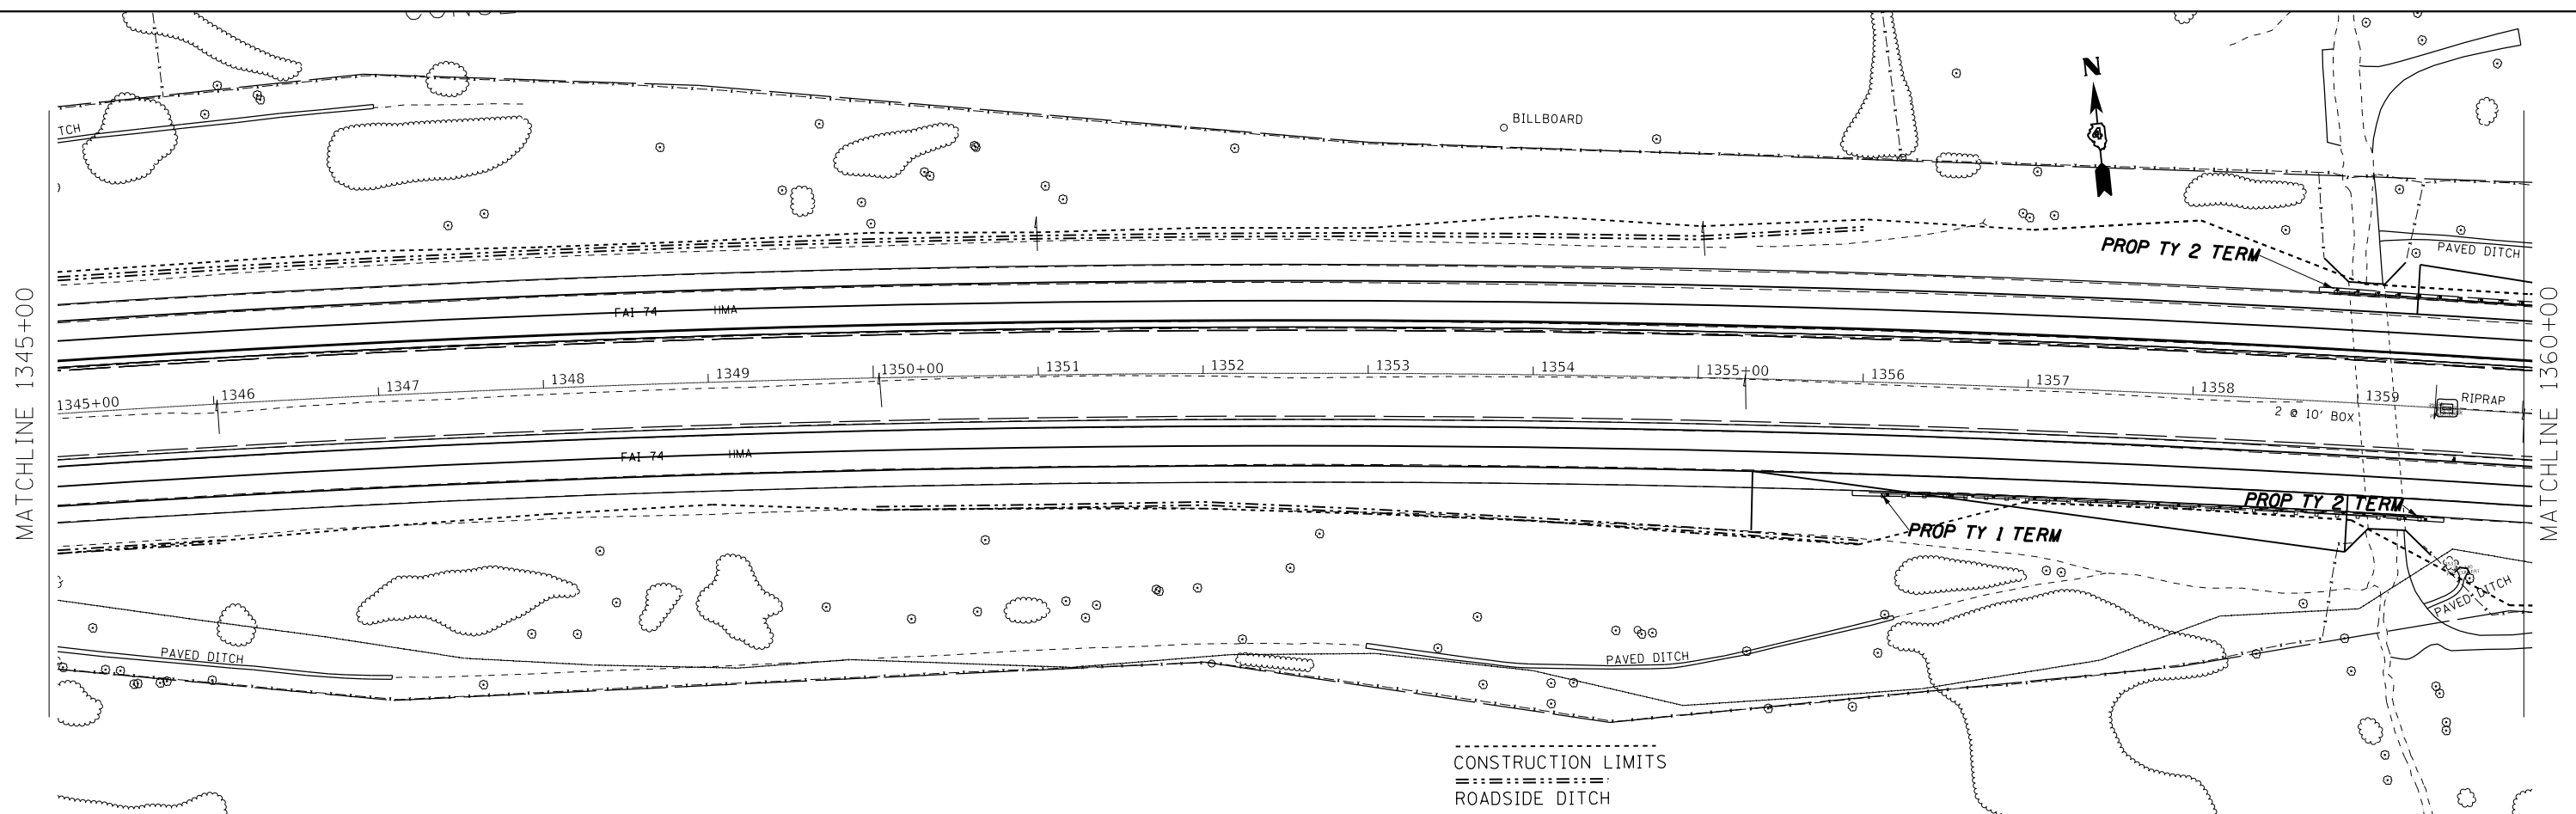 N
BILLBOARD
TCH
PROP TY 2 TERM
PAVED DITCH
FAI 74 HMA
MATCHLINE 1345+00
MATCHLINE 1360+00
1345+00
1346
1347
1348
1349
1350+00
1351
1352
1353
1354
1355+00
1356
1357
1358
1359
2 @ 10' BOX
RIPRAP
FAI 74 HMA
PROP TY 2 TERM
PROP TY 1 TERM
PAVED DITCH
PAVED DITCH
PAVED DITCH
CONSTRUCTION LIMITS
ROADSIDE DITCH